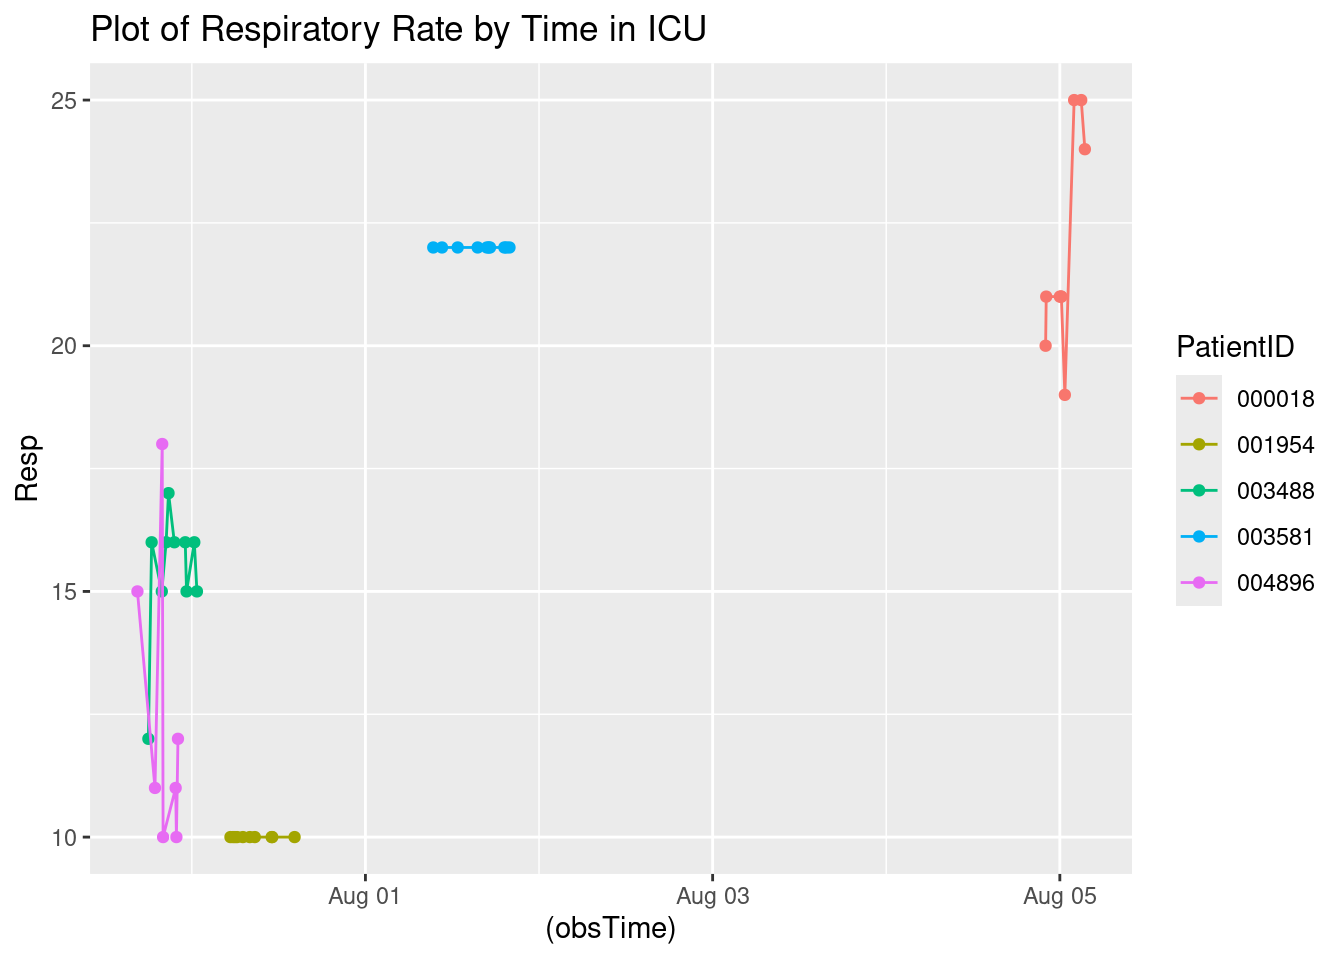 Plot of Respiratory Rate by Time in ICU
25
20
15
10
Resp
Aug 01
Aug 03
Aug 05
(obsTime)
PatientID
000018
001954
003488
003581
004896